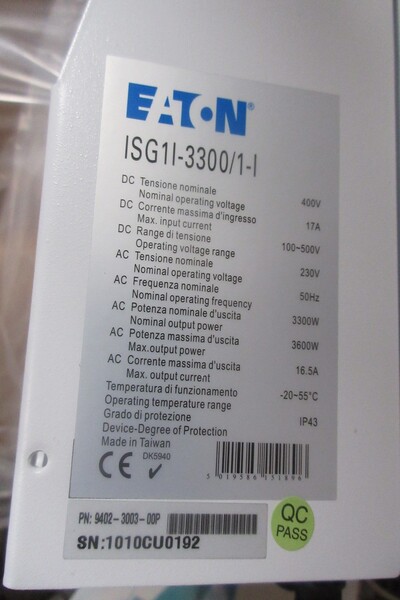 EATON®
ISG1I-3300/1-I
DC Tensione nominale
Nominal operating voltage 400V
DC Corrente massima d'ingresso
Max. input current 17A
DC Range di tensione
Operating voltage range 100~500V
AC Tensione nominale
Nominal operating voltage 230V
AC Frequenza nominale
Nominal operating frequency 50Hz
AC Potenza nominale d'uscita
Nominal output power 3300W
AC Potenza massima d'uscita
Max.output power 3600W
AC Corrente massima d'uscita
Max. output current 16.5A
Temperatura di funzionamento
Operating temperature range -20~55°C
Grado di protezione
Device-Degree of Protection IP43
Made in Taiwan
CE DK5940
5 019586 151896
PN: 9402-3003-00P
SN:1010CU0192
QC
PASS